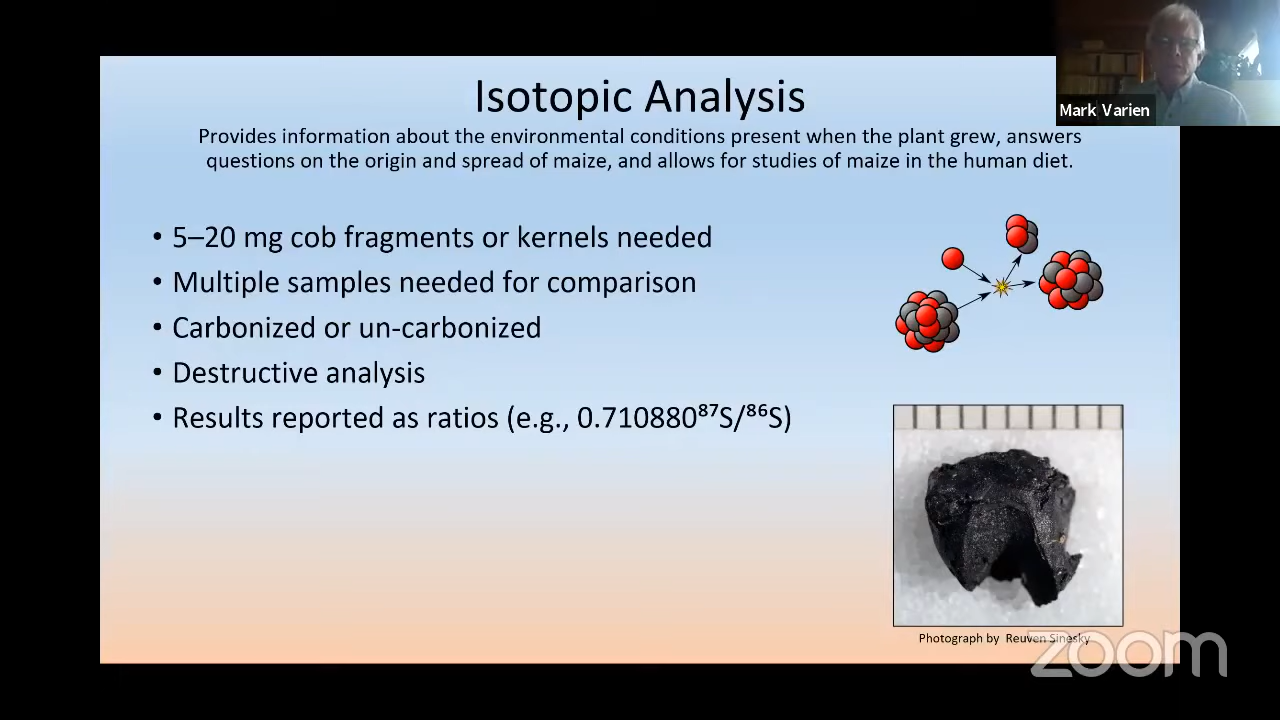 Isotopic Analysis
Provides information about the environmental conditions present when the plant grew, answers
questions on the origin and spread of maize, and allows for studies of maize in the human diet.
Mark Varien
• 5–20 mg cob fragments or kernels needed
• Multiple samples needed for comparison
• Carbonized or un-carbonized
• Destructive analysis
• Results reported as ratios (e.g., 0.710880⁸⁷S/⁸⁶S)
Photograph by Reuven Sinesky
zoom